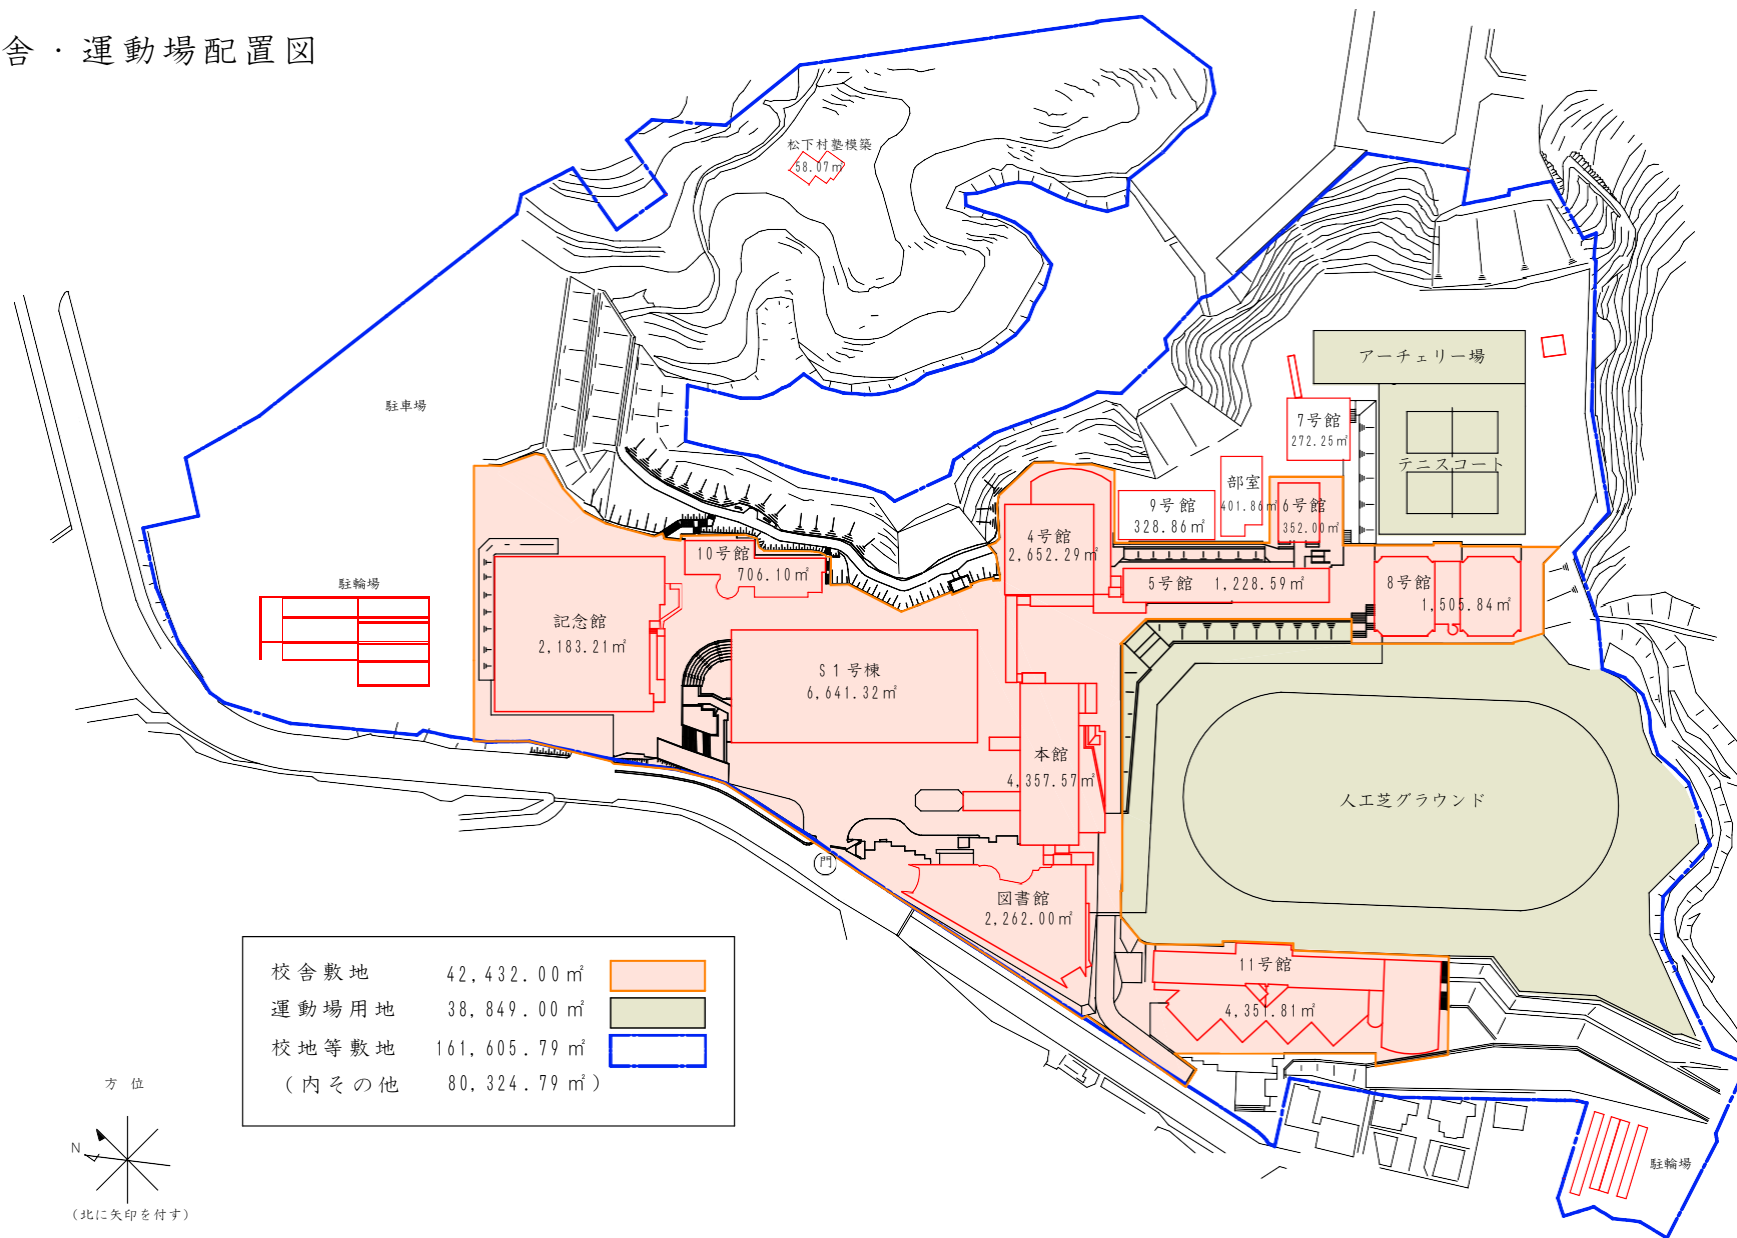 舎・運動場配置図
松下村塾模築
58.07㎡
駐車場
アーチェリー場
7号館
272.25㎡
テニスコート
部室
401.86㎡
9号館
328.86㎡
6号館
352.00㎡
4号館
2,652.29㎡
10号館
706.10㎡
5号館 1,228.59㎡
8号館
1,505.84㎡
駐輪場
記念館
2,183.21㎡
S1号棟
6,641.32㎡
本館
4,357.57㎡
人工芝グラウンド
門
図書館
2,262.00㎡
11号館
4,351.81㎡
校舎敷地 42,432.00㎡
運動場用地 38,849.00㎡
校地等敷地 161,605.79㎡
（内その他 80,324.79㎡）
方位
N
(北に矢印を付す)
駐輪場